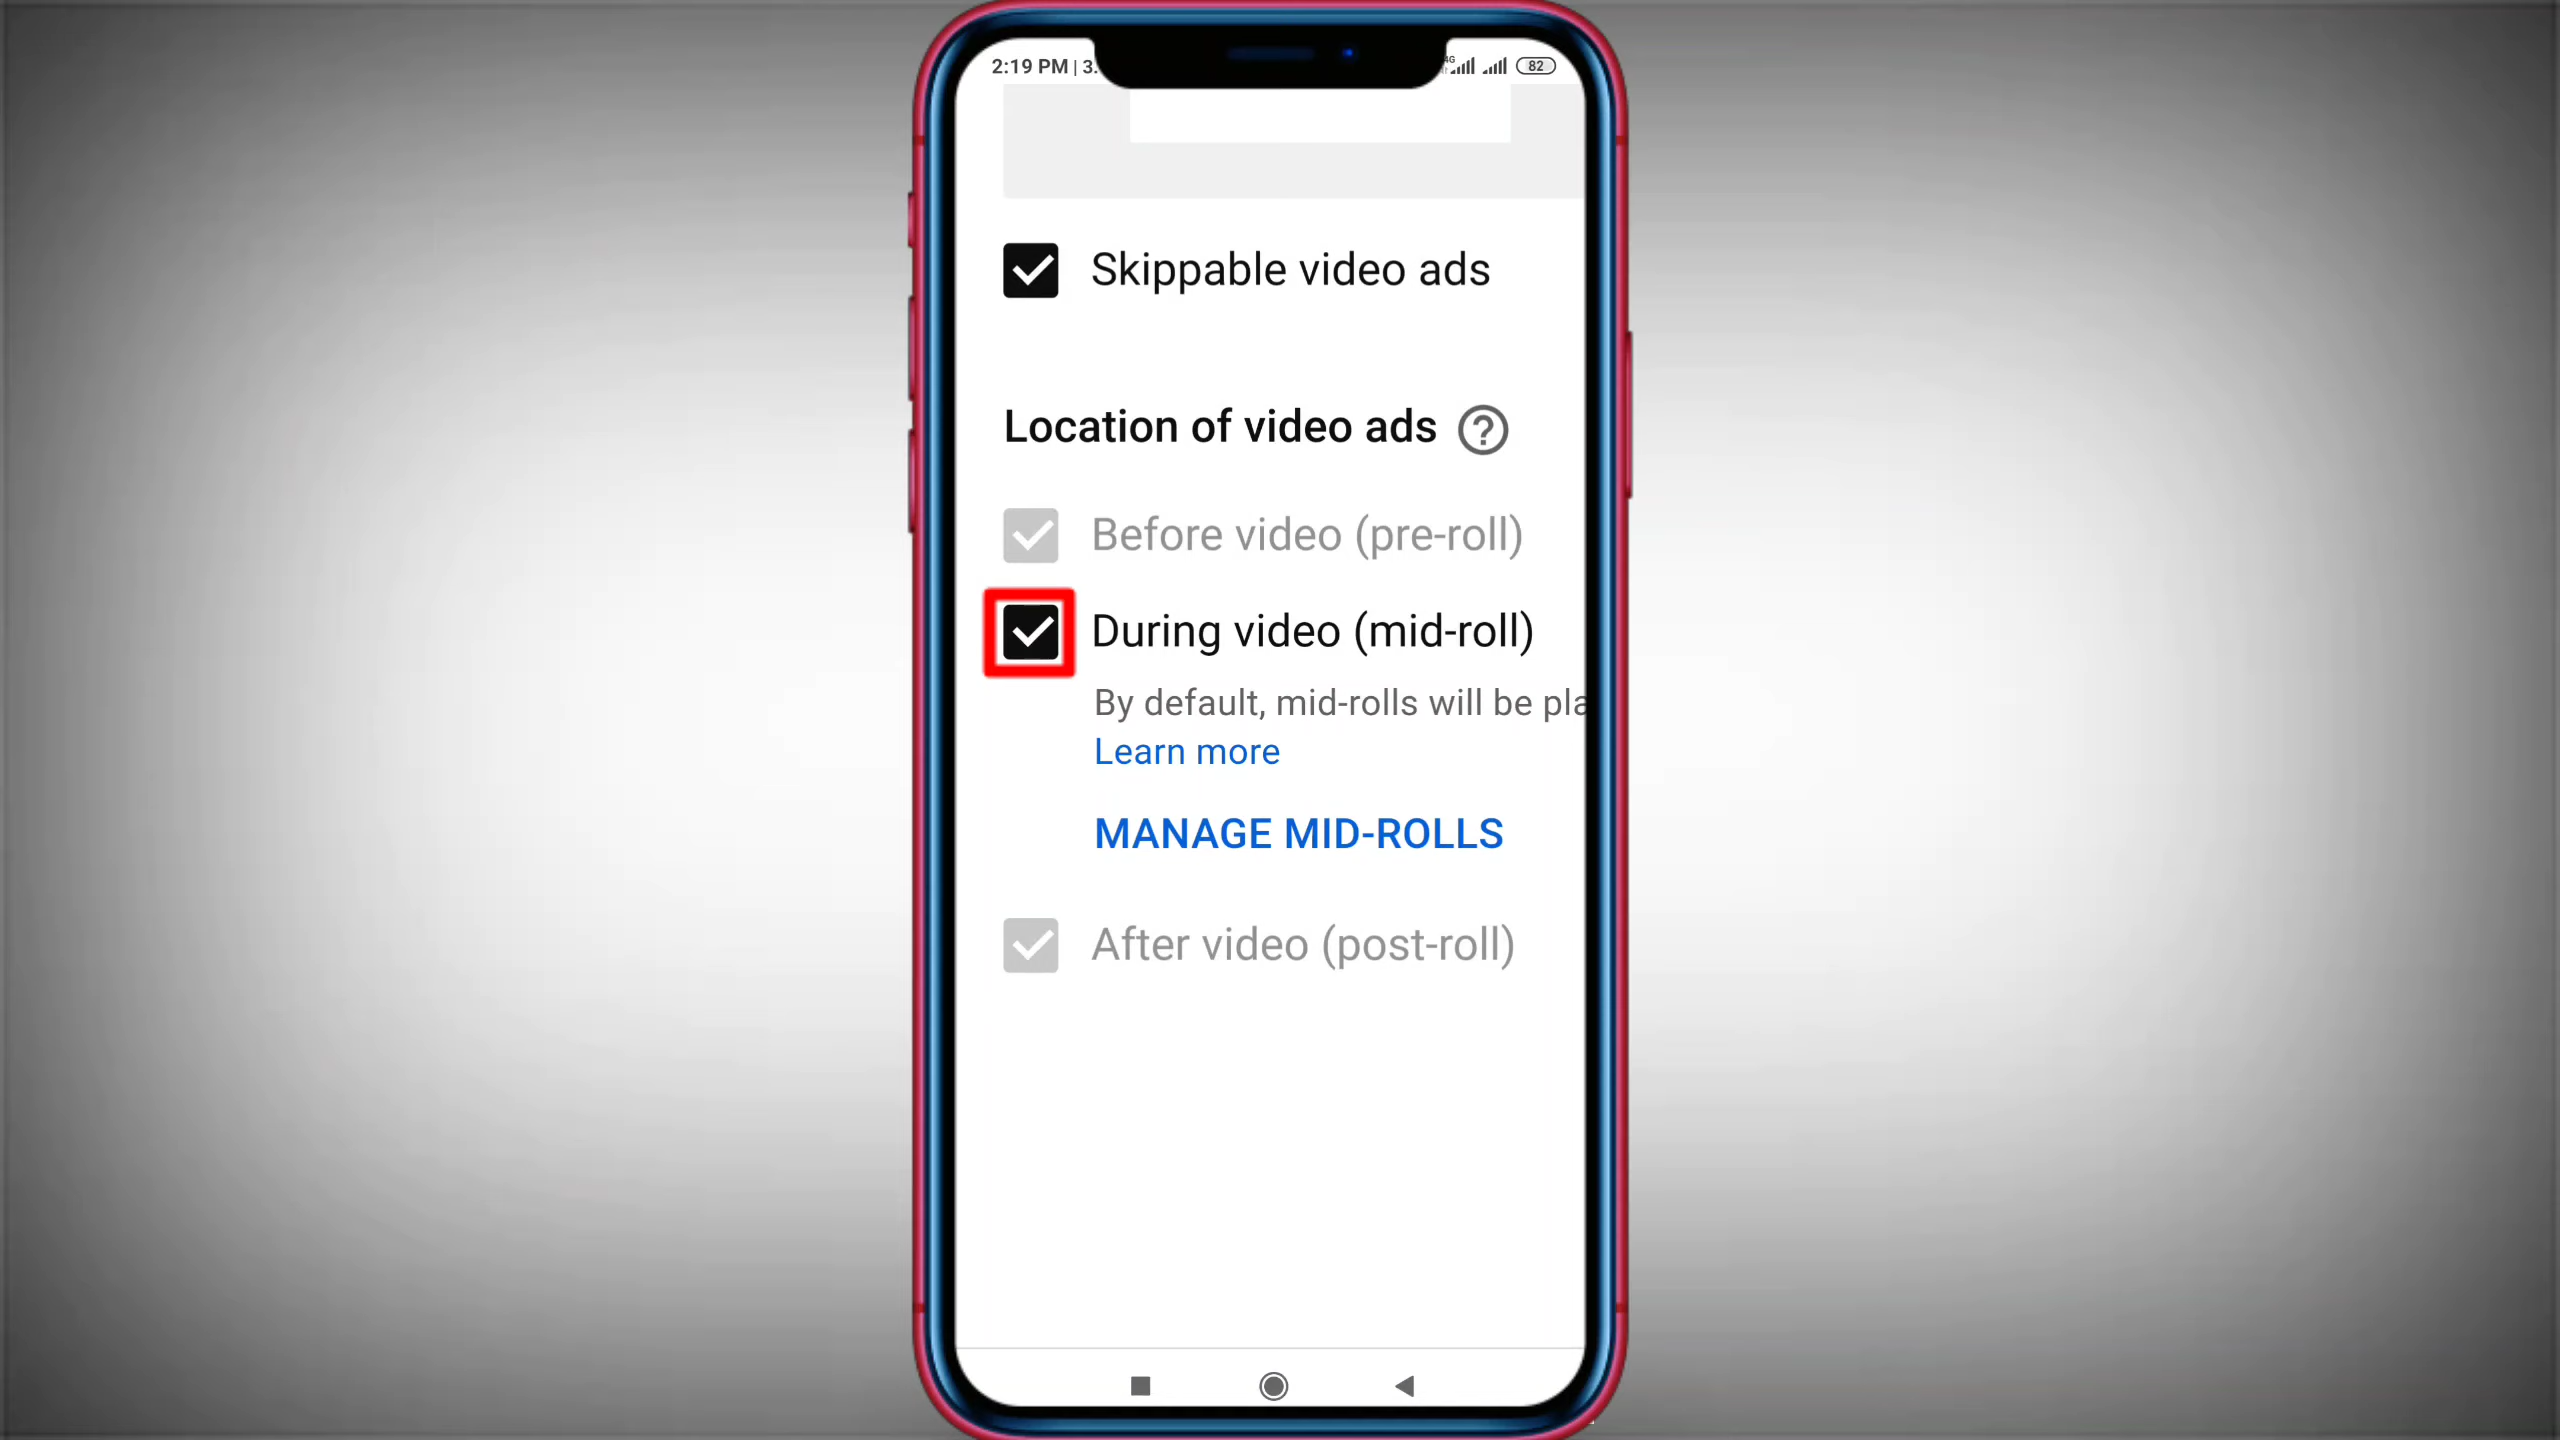 2:19 PM | 3.
4G
82
Skippable video ads
Location of video ads
Before video (pre-roll)
During video (mid-roll)
By default, mid-rolls will be pla
Learn more
MANAGE MID-ROLLS
After video (post-roll)